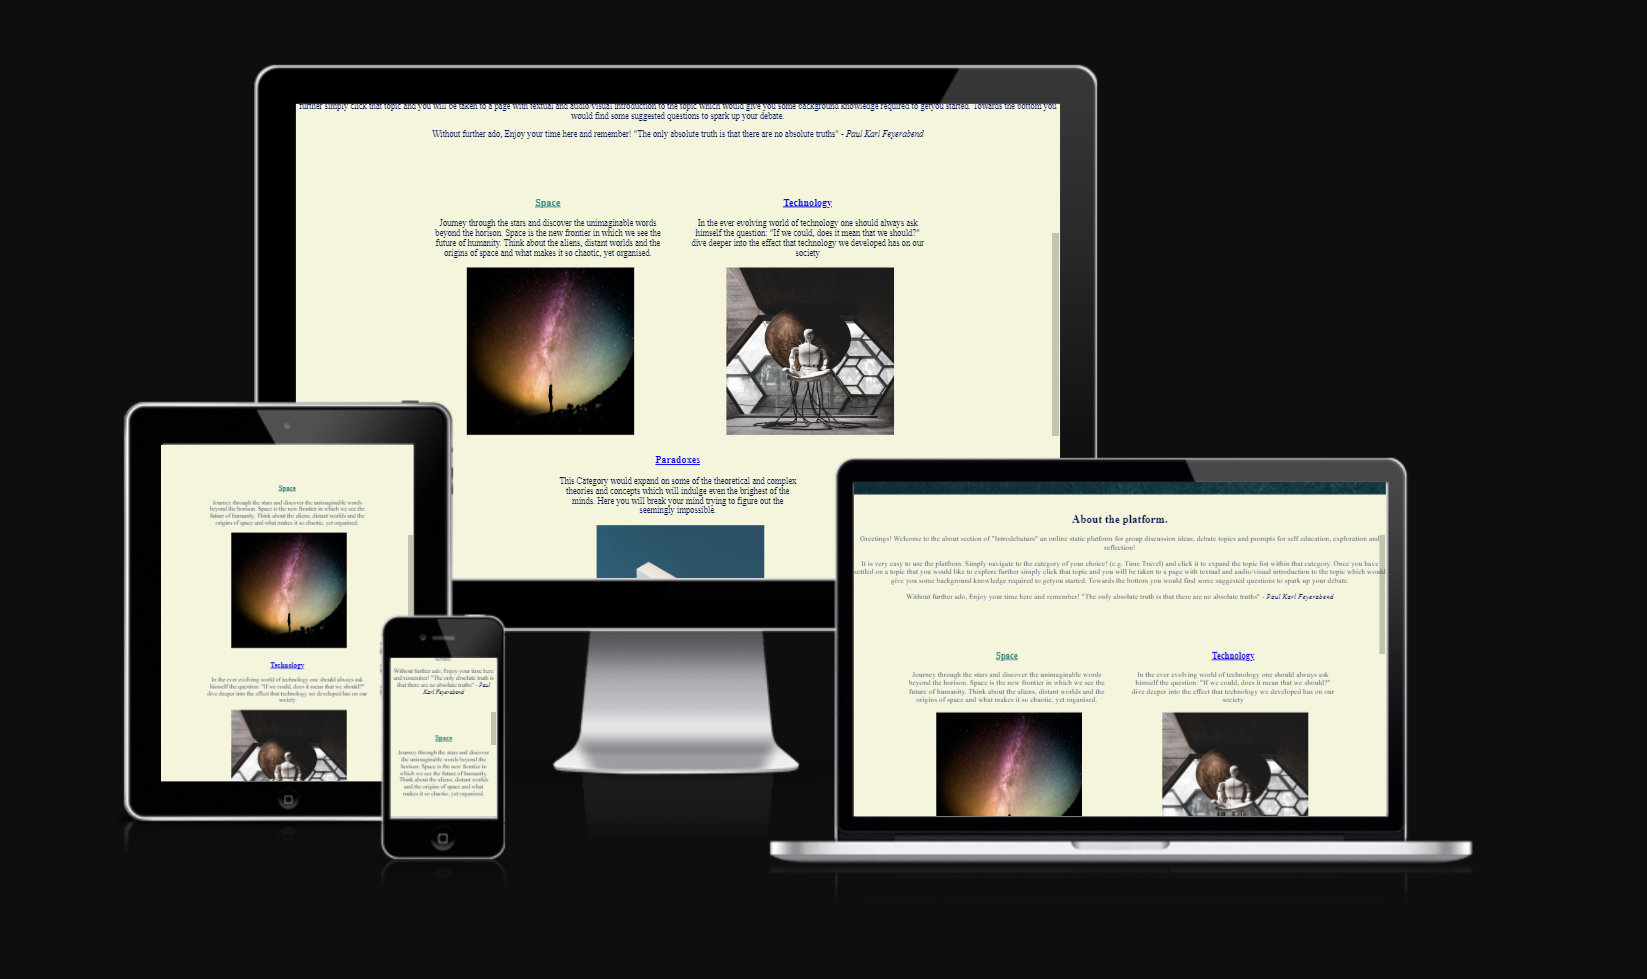 further simply click that topic and you will be taken to a page with textual and audio/visual introduction to the topic which would give you some background knowledge required to getyou started. Towards the bottom you
would find some suggested questions to spark up your debate.
Without further ado, Enjoy your time here and remember! "The only absolute truth is that there are no absolute truths" - Paul Karl Feyerabend
Space
Journey through the stars and discover the unimaginable words
beyond the horison. Space is the new frontier in which we see the
future of humanity. Think about the aliens, distant worlds and the
origins of space and what makes it so chaotic, yet organised.
Technology
In the ever evolving world of technology one should always ask
himself the question: "If we could, does it mean that we should?"
dive deeper into the effect that technology we developed has on our
society
Paradoxes
This Category would expand on some of the theoretical and complex
theories and concepts which will indulge even the brighest of the
minds. Here you will break your mind trying to figure out the
seemingly impossible.
Space
Journey through the stars and discover the unimaginable words
beyond the horison. Space is the new frontier in which we see the
future of humanity. Think about the aliens, distant worlds and the
origins of space and what makes it so chaotic, yet organised.
Technology
In the ever evolving world of technology one should always ask
himself the question: "If we could, does it mean that we should?"
dive deeper into the effect that technology we developed has on our
society
Without further ado, Enjoy your time here
and remember! "The only absolute truth is
that there are no absolute truths" - Paul
Karl Feyerabend
Space
Journey through the stars and discover
the unimaginable words beyond the
horison. Space is the new frontier in
which we see the future of humanity.
Think about the aliens, distant worlds
and the origins of space and what
makes it so chaotic, yet organised.
About the platform.
Greetings! Welcome to the about section of "Introdebatum" an online static platform for group discussion ideas, debate topics and prompts for self education, exploration and
reflection!
It is very easy to use the platfrom. Simply navigate to the category of your choice! (e.g. Time Travel) and click it to expand the topic list within that category. Once you have
settled on a topic that you would like to explore further simply click that topic and you will be taken to a page with textual and audio/visual introduction to the topic which would
give you some background knowledge required to getyou started. Towards the bottom you would find some suggested questions to spark up your debate.
Without further ado, Enjoy your time here and remember! "The only absolute truth is that there are no absolute truths" - Paul Karl Feyerabend
Space
Journey through the stars and discover the unimaginable words
beyond the horison. Space is the new frontier in which we see the
future of humanity. Think about the aliens, distant worlds and the
origins of space and what makes it so chaotic, yet organised.
Technology
In the ever evolving world of technology one should always ask
himself the question: "If we could, does it mean that we should?"
dive deeper into the effect that technology we developed has on our
society